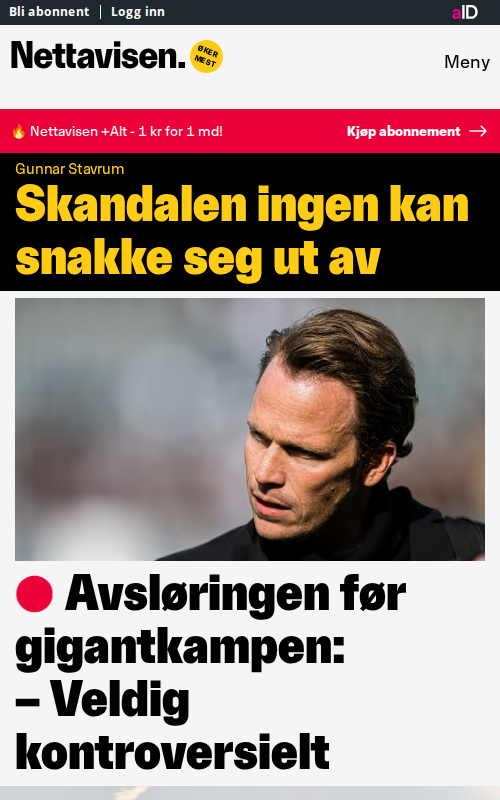 Bli abonnent | Logg inn
aID
Nettavisen.
ØKER
MEST
Meny
🔥 Nettavisen +Alt - 1 kr for 1 md!
Kjøp abonnement →
Gunnar Stavrum
Skandalen ingen kan
snakke seg ut av
🔴 Avsløringen før
gigantkampen:
– Veldig
kontroversielt